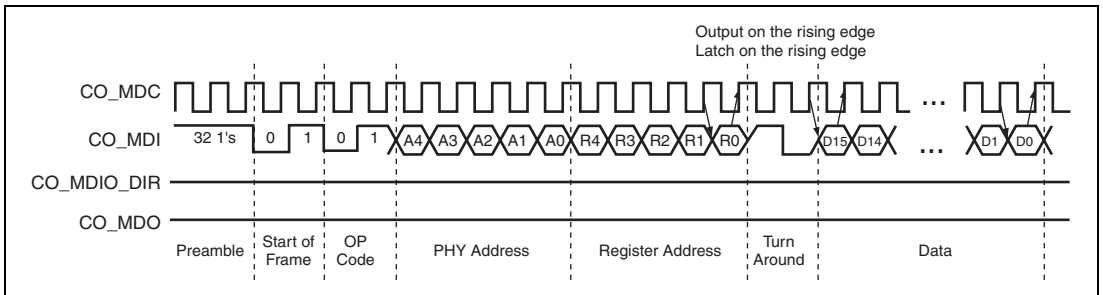 Output on the rising edge
Latch on the rising edge
CO_MDC
...
CO_MDI 32 1's 0 1 0 1 A4 A3 A2 A1 A0 R4 R3 R2 R1 R0 D15 D14 ... D1 D0
CO_MDIO_DIR
CO_MDO
Preamble
Start of
Frame
OP
Code
PHY Address
Register Address
Turn
Around
Data